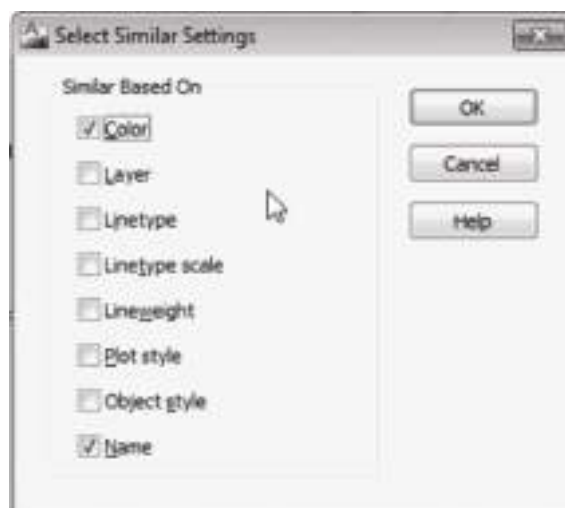 Select Similar Settings
Similar Based On
Color
Layer
Linetype
Linetype scale
Lineweight
Plot style
Object style
Name
OK
Cancel
Help